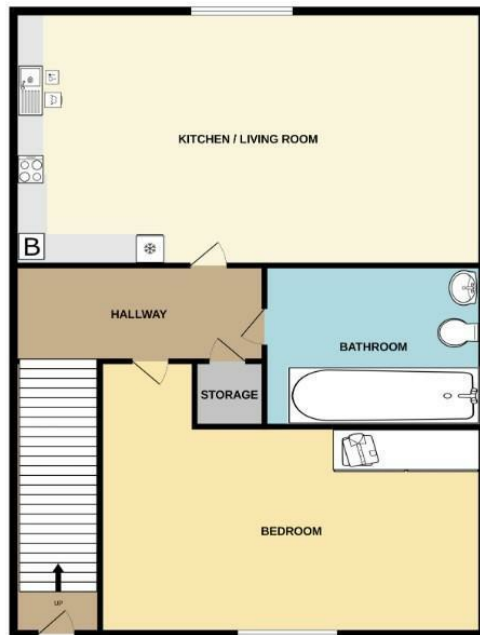 KITCHEN / LIVING ROOM
B
HALLWAY
BATHROOM
STORAGE
BEDROOM
UP